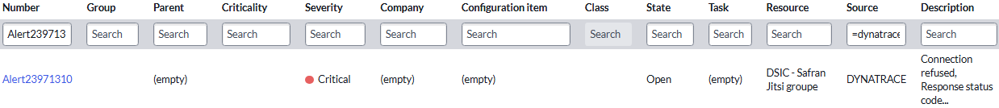 Number Group Parent Criticality Severity Company Configuration item Class State Task Resource Source Description
Alert239713 Search Search Search Search Search Search Search Search Search Search =dynatrace Search
Alert23971310 (empty) Critical (empty) (empty) Open (empty) DSIC - Safran Jitsi groupe DYNATRACE Connection refused, Response status code...